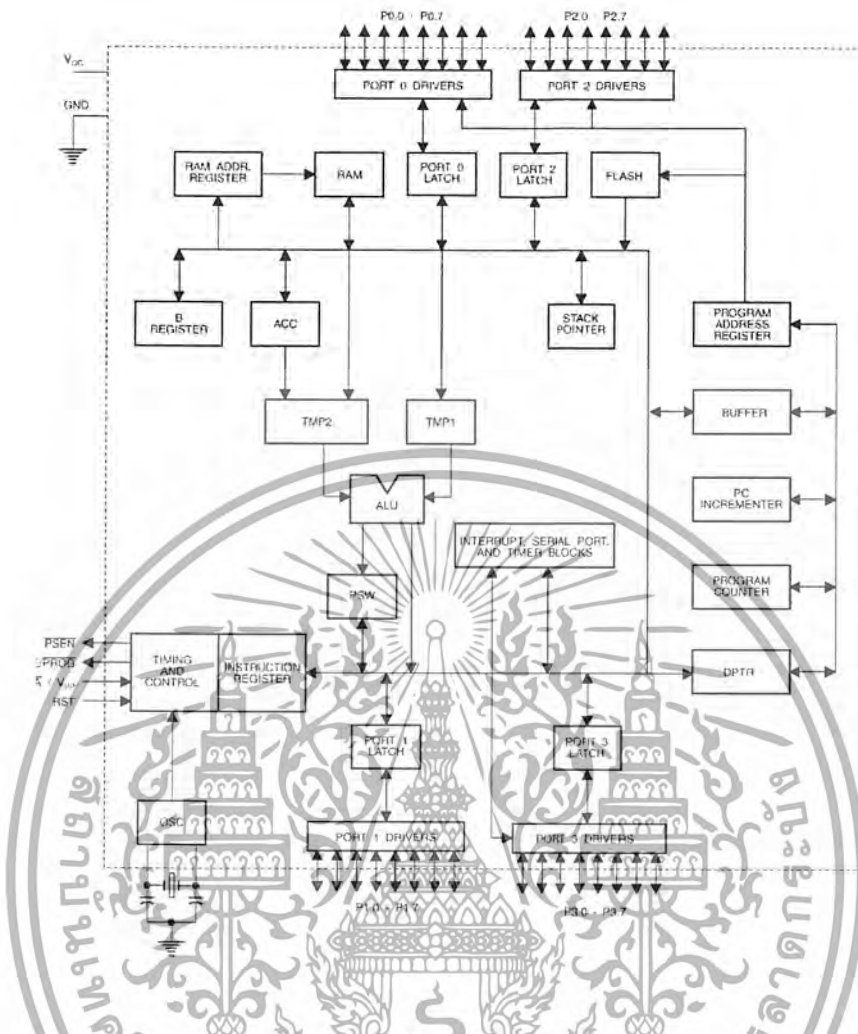 P0.0 - P0.7
P2.0 - P2.7
VCC
PORT 0 DRIVERS
PORT 2 DRIVERS
GND
RAM ADDR.
REGISTER
RAM
PORT 0
LATCH
PORT 2
LATCH
FLASH
B
REGISTER
ACC
STACK
POINTER
PROGRAM
ADDRESS
REGISTER
TMP2
TMP1
BUFFER
ALU
PC
INCREMENTER
INTERRUPT, SERIAL PORT,
AND TIMER BLOCKS
PSW
PROGRAM
COUNTER
PSEN
TIMING
AND
CONTROL
INSTRUCTION
REGISTER
DPTR
RST
PORT 1
LATCH
PORT 3
LATCH
OSC
PORT 1 DRIVERS
PORT 3 DRIVERS
P1.0 - P1.7
P3.0 - P3.7